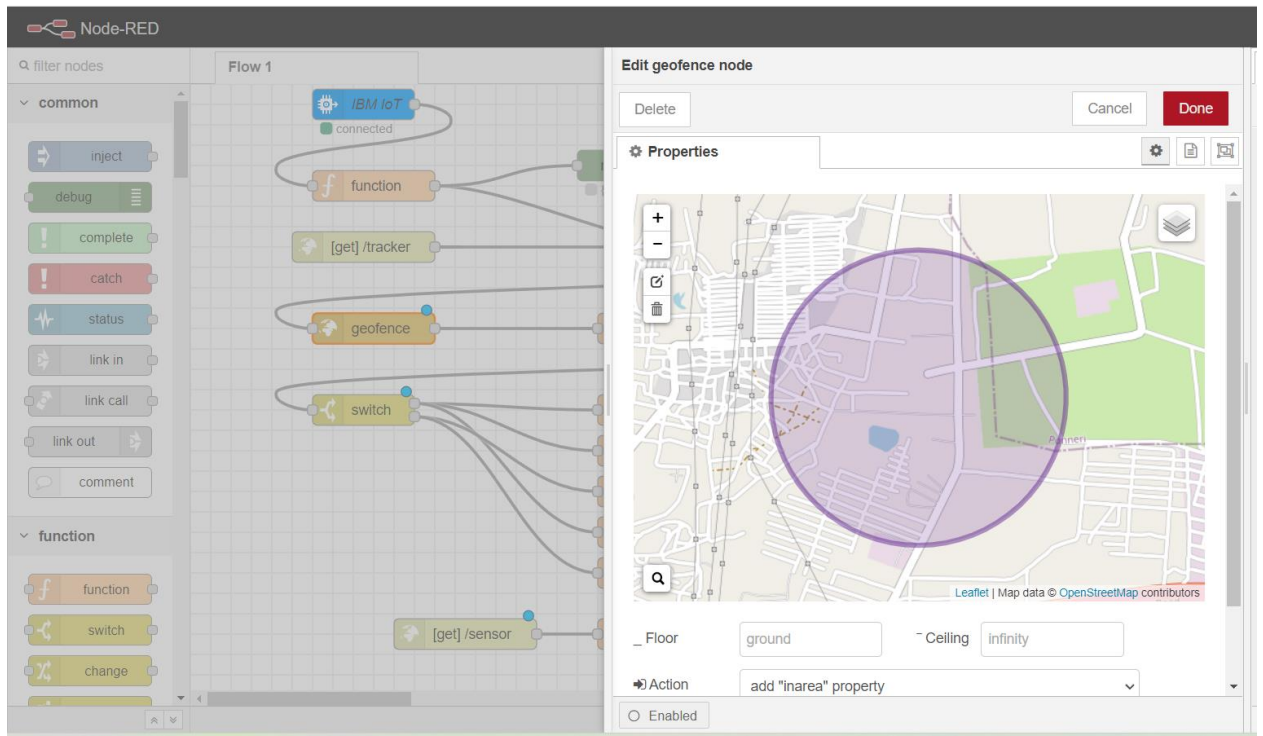 Node-RED
filter nodes
Flow 1
common
inject
debug
complete
catch
status
link in
link call
link out
comment
function
function
switch
change
IBM IoT
connected
function
[get] /tracker
geofence
switch
[get] /sensor
Edit geofence node
Delete
Cancel
Done
Properties
+
−
Panneri
Leaflet | Map data © OpenStreetMap contributors
Floor
ground
Ceiling
infinity
Action
add "inarea" property
Enabled